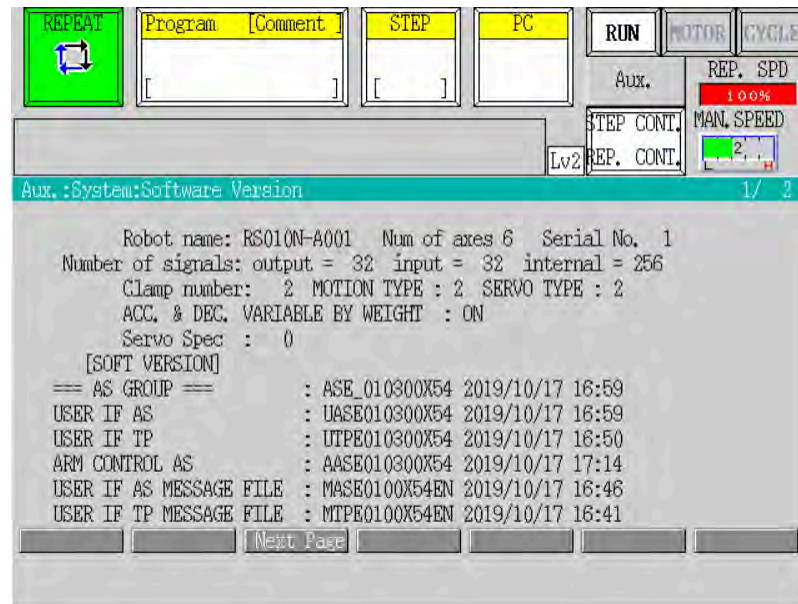 REPEAT
Program [Comment ]
[ ]
STEP
[ ]
PC
RUN
MOTOR
CYCLE
Aux.
REP. SPD
100%
STEP CONT.
REP. CONT.
MAN.SPEED
2
L H
Lv2
Aux.:System:Software Version 1/ 2
Robot name: RS010N-A001 Num of axes 6 Serial No. 1
Number of signals: output = 32 input = 32 internal = 256
Clamp number: 2 MOTION TYPE : 2 SERVO TYPE : 2
ACC. & DEC. VARIABLE BY WEIGHT : ON
Servo Spec : 0
[SOFT VERSION]
=== AS GROUP === : ASE_010300X54 2019/10/17 16:59
USER IF AS : UASE010300X54 2019/10/17 16:59
USER IF TP : UTPE010300X54 2019/10/17 16:50
ARM CONTROL AS : AASE010300X54 2019/10/17 17:14
USER IF AS MESSAGE FILE : MASE0100X54EN 2019/10/17 16:46
USER IF TP MESSAGE FILE : MTPE0100X54EN 2019/10/17 16:41
Next Page